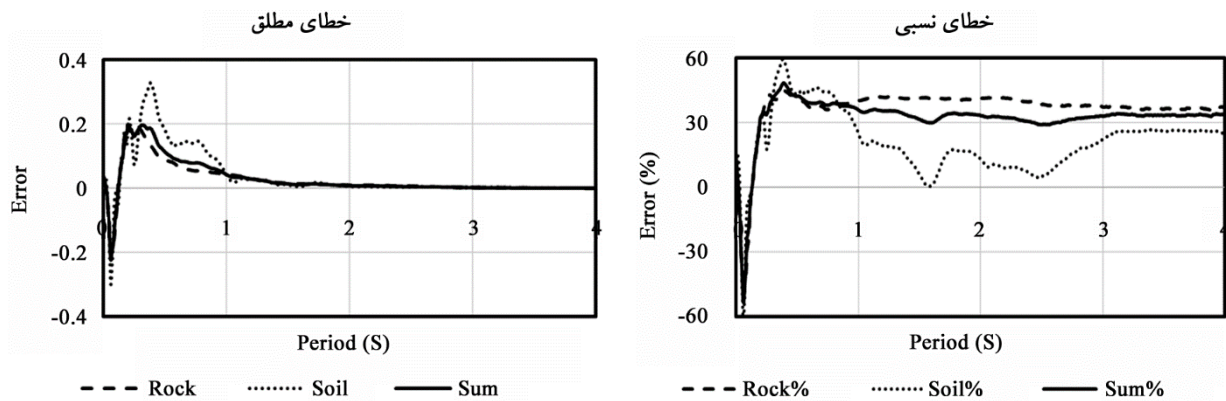 خطای مطلق
0.4
0.2
0
-0.2
-0.4
Error
0 1 2 3 4
Period (S)
Rock Soil Sum
خطای نسبی
60
30
0
-30
-60
Error (%)
0 1 2 3 4
Period (S)
Rock% Soil% Sum%